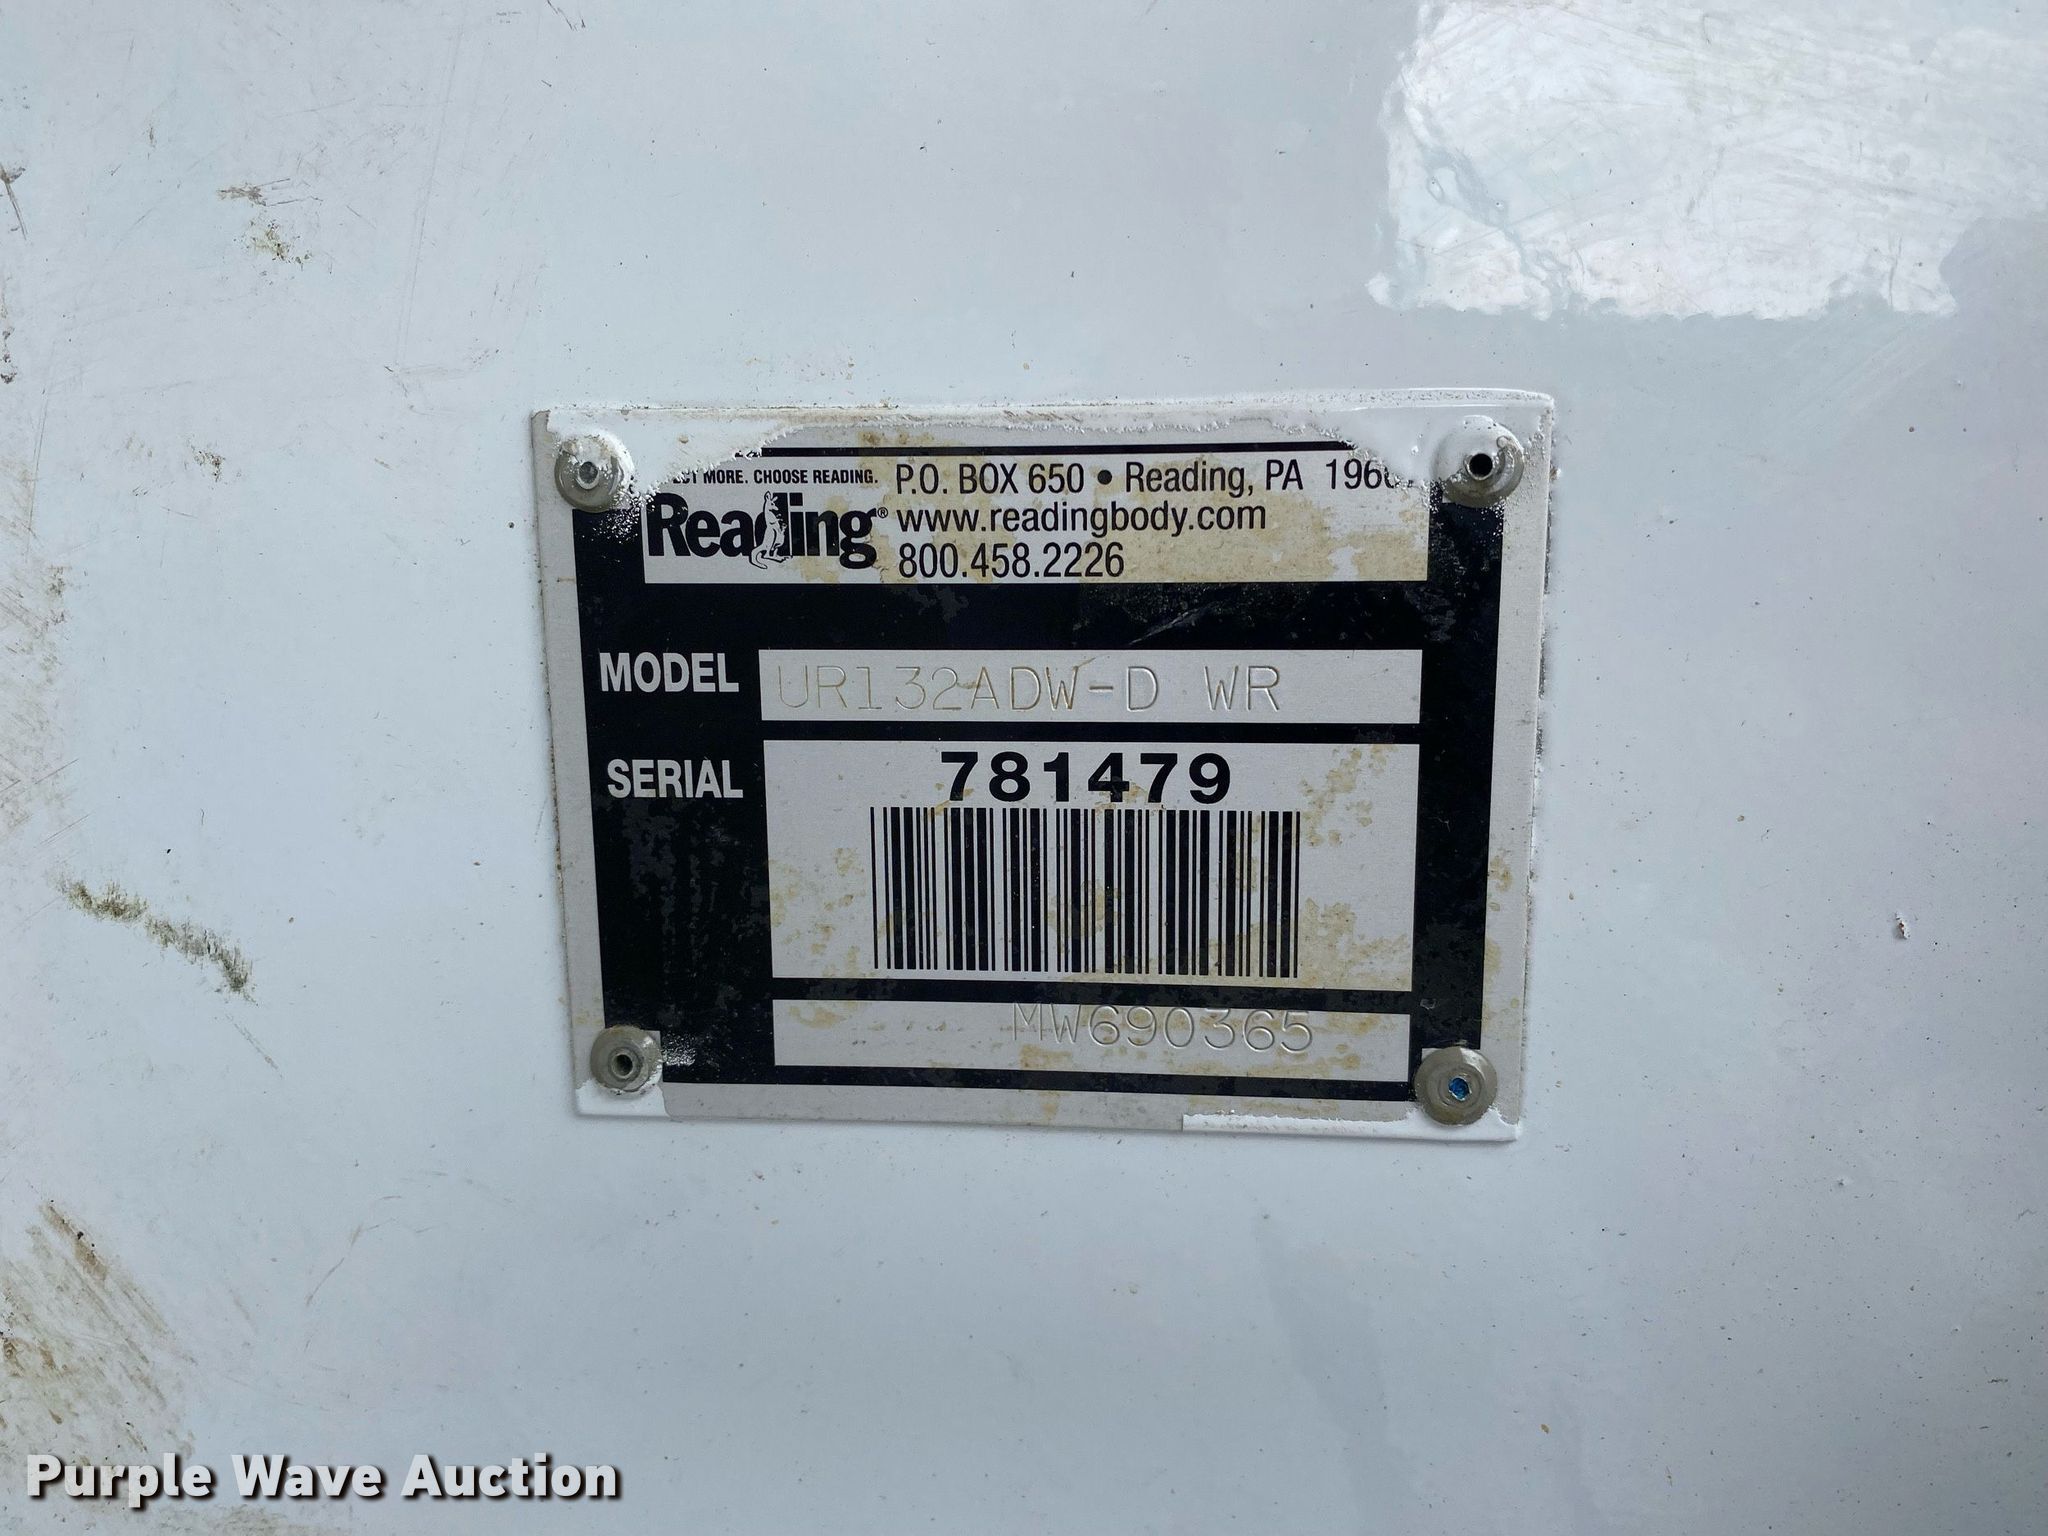 MORE. CHOOSE READING.
Reading®
P.O. BOX 650 • Reading, PA
www.readingbody.com
800.458.2226
MODEL UR132ADW-D WR
SERIAL 781479
MW690365
Purple Wave Auction